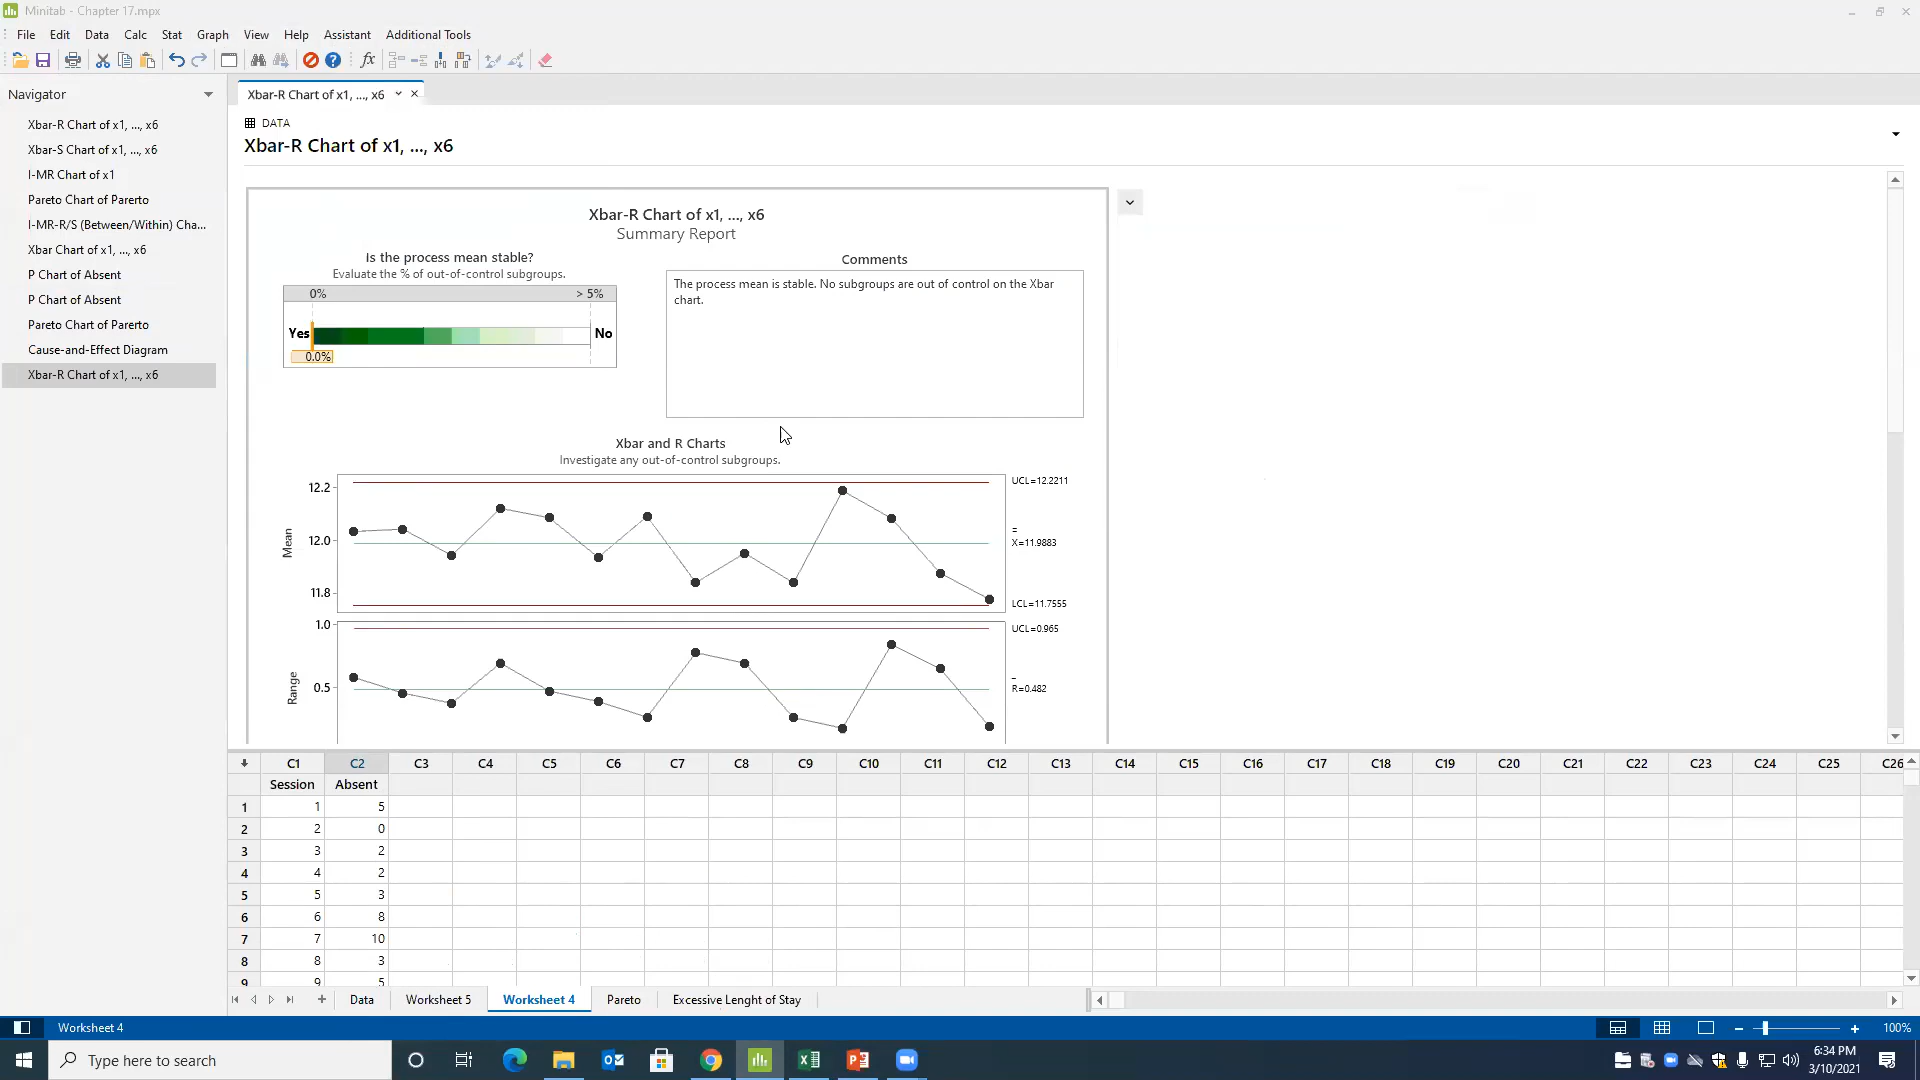 Minitab - Chapter 17.mpx
File Edit Data Calc Stat Graph View Help Assistant Additional Tools
Navigator
Xbar-R Chart of x1, ..., x6
Xbar-S Chart of x1, ..., x6
I-MR Chart of x1
Pareto Chart of Parerto
I-MR-R/S (Between/Within) Cha...
Xbar Chart of x1, ..., x6
P Chart of Absent
P Chart of Absent
Pareto Chart of Parerto
Cause-and-Effect Diagram
Xbar-R Chart of x1, ..., x6
Xbar-R Chart of x1, ..., x6
DATA
Xbar-R Chart of x1, ..., x6
Xbar-R Chart of x1, ..., x6
Summary Report
Is the process mean stable?
Evaluate the % of out-of-control subgroups.
0% > 5%
Yes No
0.0%
Comments
The process mean is stable. No subgroups are out of control on the Xbar
chart.
Xbar and R Charts
Investigate any out-of-control subgroups.
Mean
12.2
12.0
11.8
UCL=12.2211
X=11.9883
LCL=11.7555
Range
1.0
0.5
UCL=0.965
R=0.482
C1 C2 C3 C4 C5 C6 C7 C8 C9 C10 C11 C12 C13 C14 C15 C16 C17 C18 C19 C20 C21 C22 C23 C24 C25 C26
Session Absent
1 1 5
2 2 0
3 3 2
4 4 2
5 5 3
6 6 8
7 7 10
8 8 3
9 9 5
Data Worksheet 5 Worksheet 4 Pareto Excessive Lenght of Stay
Worksheet 4
100%
Type here to search
6:34 PM
3/10/2021